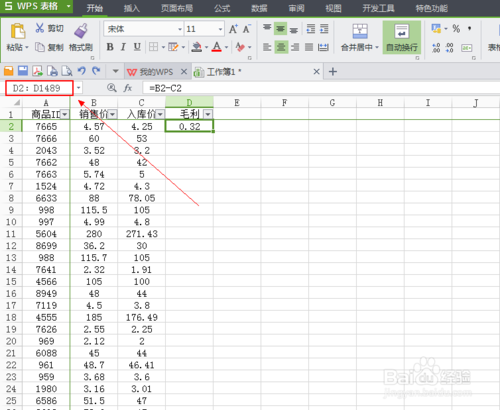 S WPS 表格 开始 插入 页面布局 公式 数据 审阅 视图 开发工具 特色功能
剪切 宋体 11
粘贴 复制 格式刷 B I U 合并居中 自动换行 表格
我的WPS 工作簿1 *
D2:D1489 fx =B2-C2
A B C D E F G H I J
1 商品ID 销售价 入库价 毛利
2 7665 4.57 4.25 0.32
3 7666 60 53
4 2043 3.52 3.2
5 7662 48 42
6 7663 5.74 5
7 1524 4.72 4.3
8 6633 88 78.05
9 998 115.5 105
10 997 4.99 4.8
11 5604 280 271.43
12 8699 36.2 30
13 988 115.7 105
14 7641 2.32 1.91
15 4566 105 100
16 8949 48 44
17 7119 4.5 3.8
18 4555 185 176.49
19 7626 2.55 2.25
20 969 2.12 2
21 6088 45 44
22 961 48.7 46.41
23 959 3.68 3.6
24 1980 3.16 3.01
25 6586 51.5 47
Baidu 经验
jingyan.baidu.com